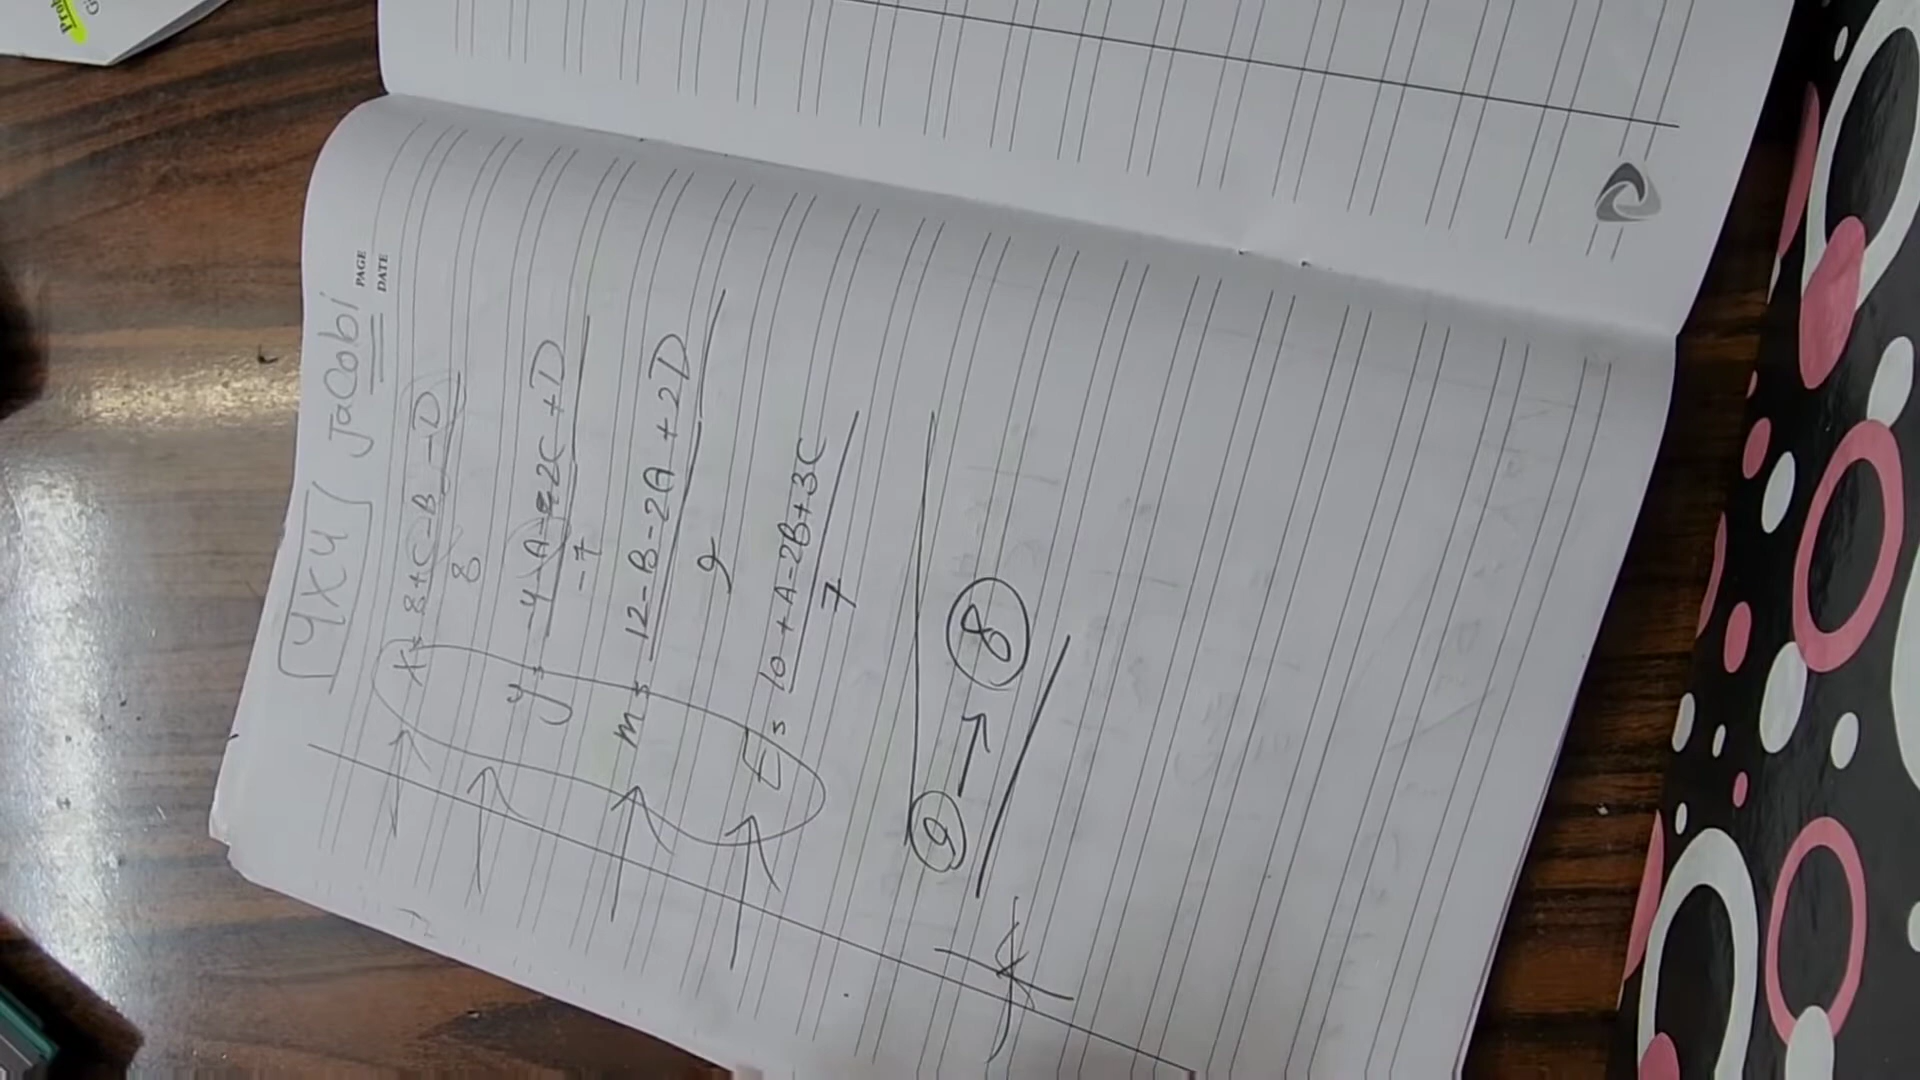 4X4 Jacobi
PAGE
DATE
X = 8+C-B-D
8
y = -4-A-2C+D
-7
M = 12-B-2A+2D
9
E = 10+A-2B+3C
7
9 → 8